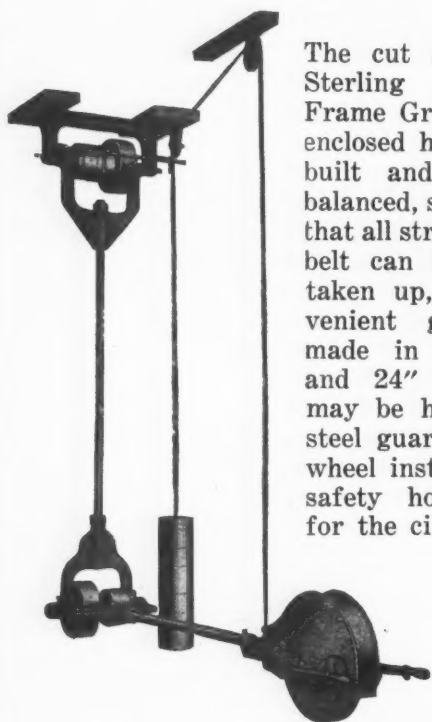 The cut
Sterling
Frame Gr
enclosed h
built and
balanced, s
that all str
belt can
taken up,
venient g
made in
and 24″
may be h
steel guar
wheel inst
safety ho
for the ci